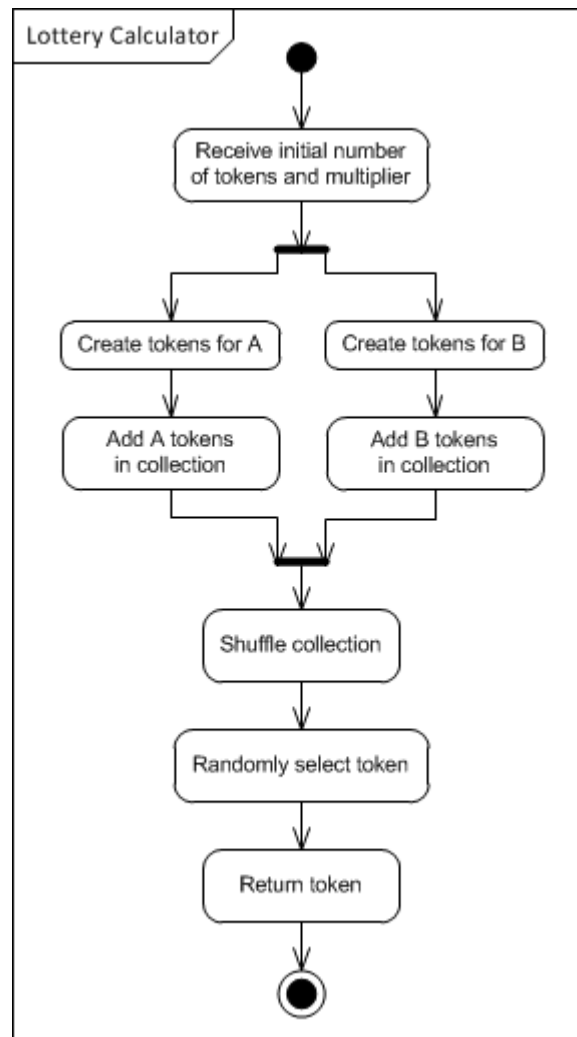 Lottery Calculator
Receive initial number
of tokens and multiplier
Create tokens for A
Create tokens for B
Add A tokens
in collection
Add B tokens
in collection
Shuffle collection
Randomly select token
Return token